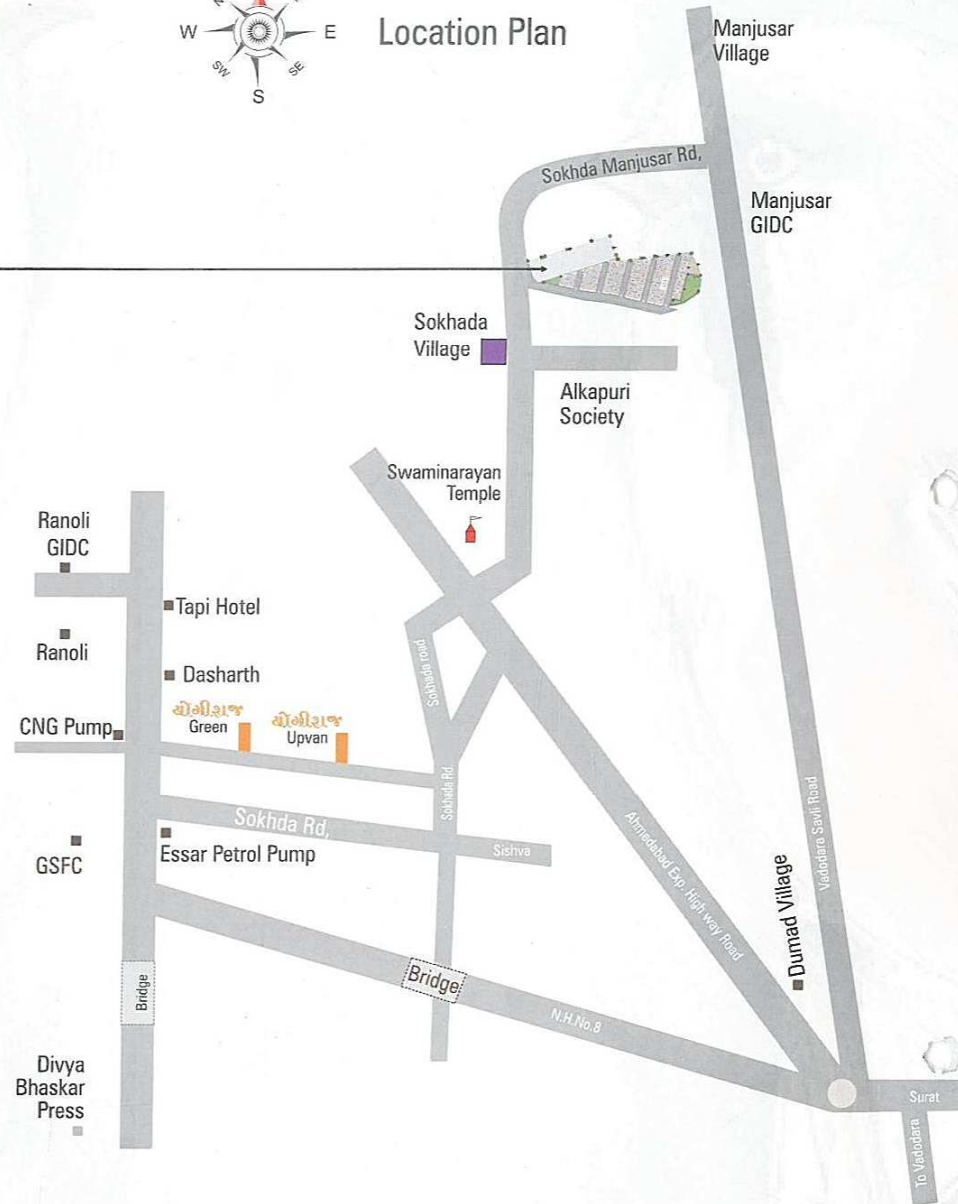 W
E
SW
SE
S
Location Plan
Manjusar
Village
Sokhda Manjusar Rd,
Manjusar
GIDC
Sokhada
Village
Alkapuri
Society
Swaminarayan
Temple
Ranoli
GIDC
Tapi Hotel
Ranoli
Sokhada road
Dasharth
યોગીરાજ
Green
યોગીરાજ
Upvan
CNG Pump
Sokhada Rd.
Sokhda Rd,
Sishva
Essar Petrol Pump
GSFC
Ahmedabad Exp. High way Road
Vadodara Savli Road
Dumad Village
Bridge
Bridge
N.H.No.8
Divya
Bhaskar
Press
Surat
To Vadodara